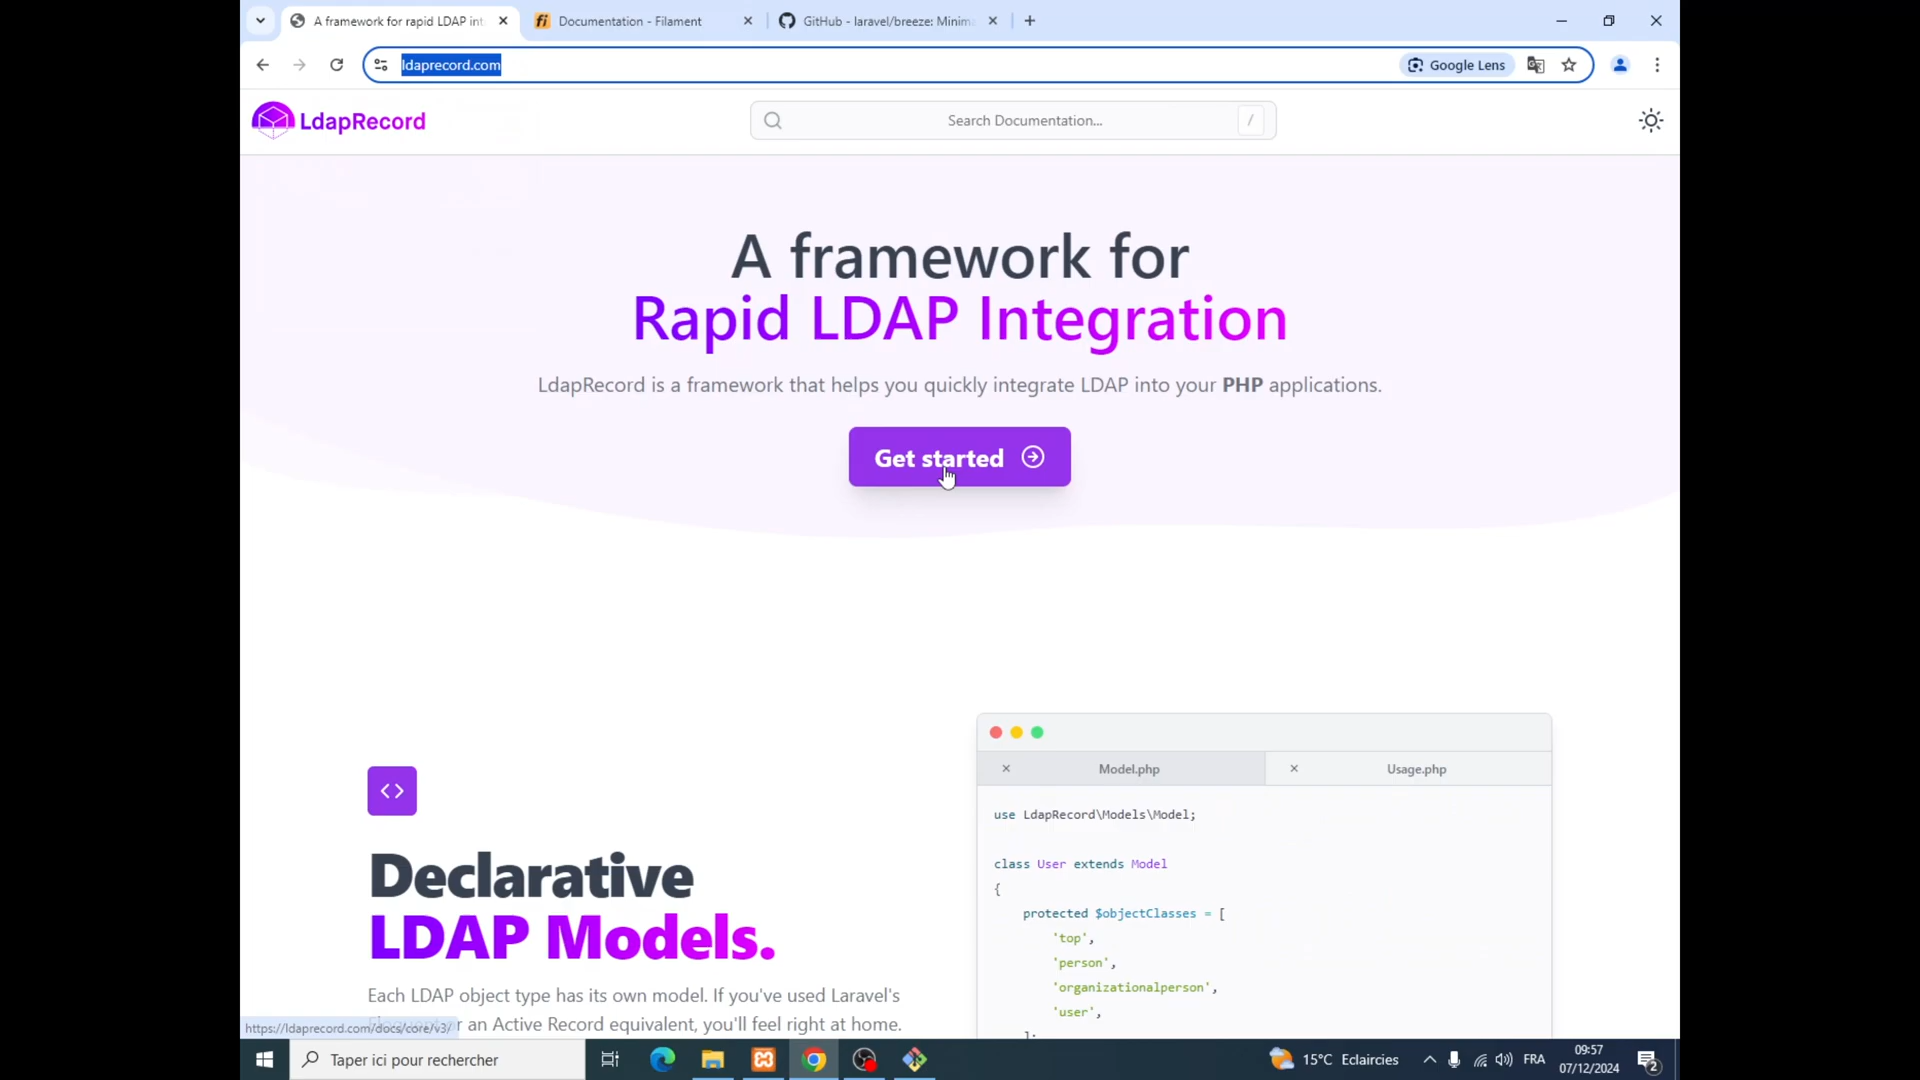 A framework for rapid LDAP int
Documentation - Filament
GitHub - laravel/breeze: Minima
ldaprecord.com
Google Lens
LdapRecord
Search Documentation...
/
A framework for
Rapid LDAP Integration
LdapRecord is a framework that helps you quickly integrate LDAP into your PHP applications.
Get started
Model.php
Usage.php
use LdapRecord\Models\Model;
class User extends Model
{
protected $objectClasses = [
'top',
'person',
'organizationalperson',
'user',
];
Declarative
LDAP Models.
Each LDAP object type has its own model. If you've used Laravel's
or an Active Record equivalent, you'll feel right at home.
https://ldaprecord.com/docs/core/v3/
Taper ici pour rechercher
15°C Eclaircies
FRA
09:57
07/12/2024
2